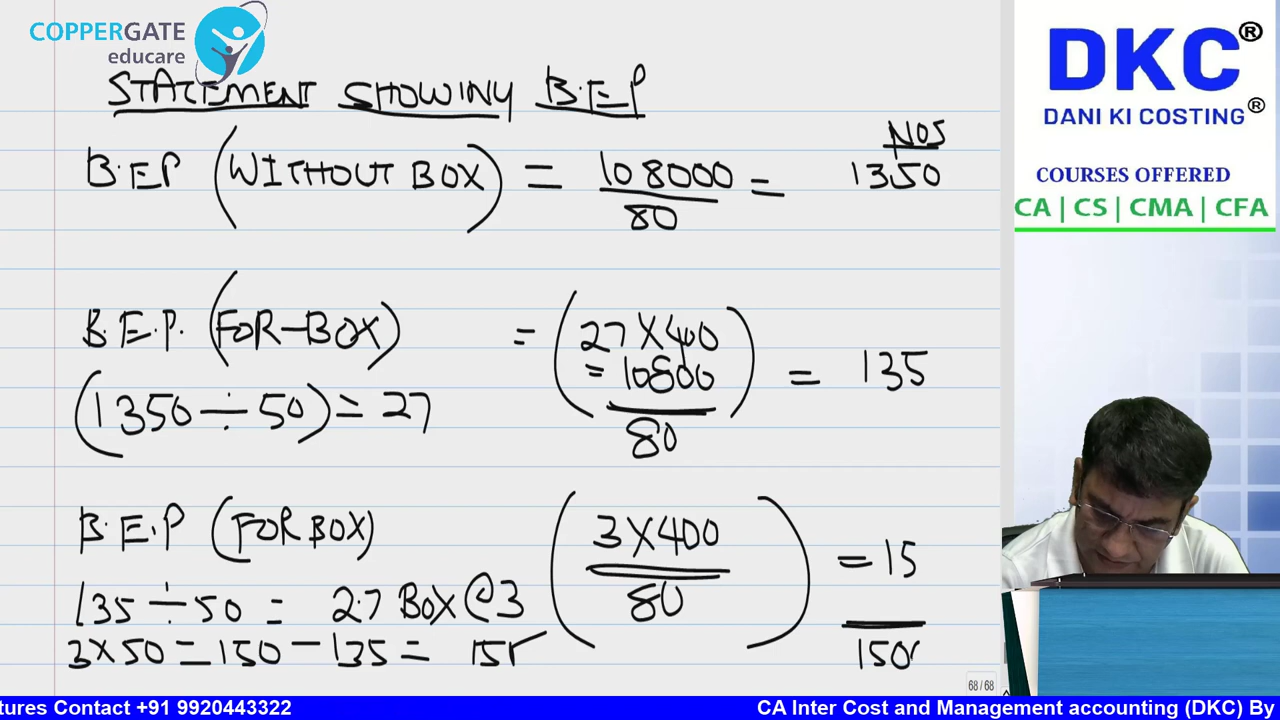 COPPERGATE
educare
STATEMENT SHOWINY B.E.P
NOS
B.E.P (WITHOUT BOX) = 108000 / 80 = 1350
B.E.P. (FOR-BOX) = (27 X 400
= 10800 / 80) = 135
(1350 ÷ 50) = 27
B.E.P (FOR BOX) (3 X 400 / 80) = 15
135 ÷ 50 = 2.7 BOX @ 3
3 X 50 = 150 - 135 = 15
150
68 / 68
DKC®
DANI KI COSTING®
COURSES OFFERED
CA | CS | CMA | CFA
tures Contact +91 9920443322
CA Inter Cost and Management accounting (DKC) By